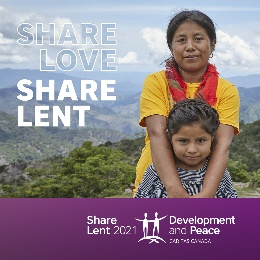 SHARE
LOVE
SHARE
LENT
Share
Lent 2021
Development
and Peace
CARITAS CANADA